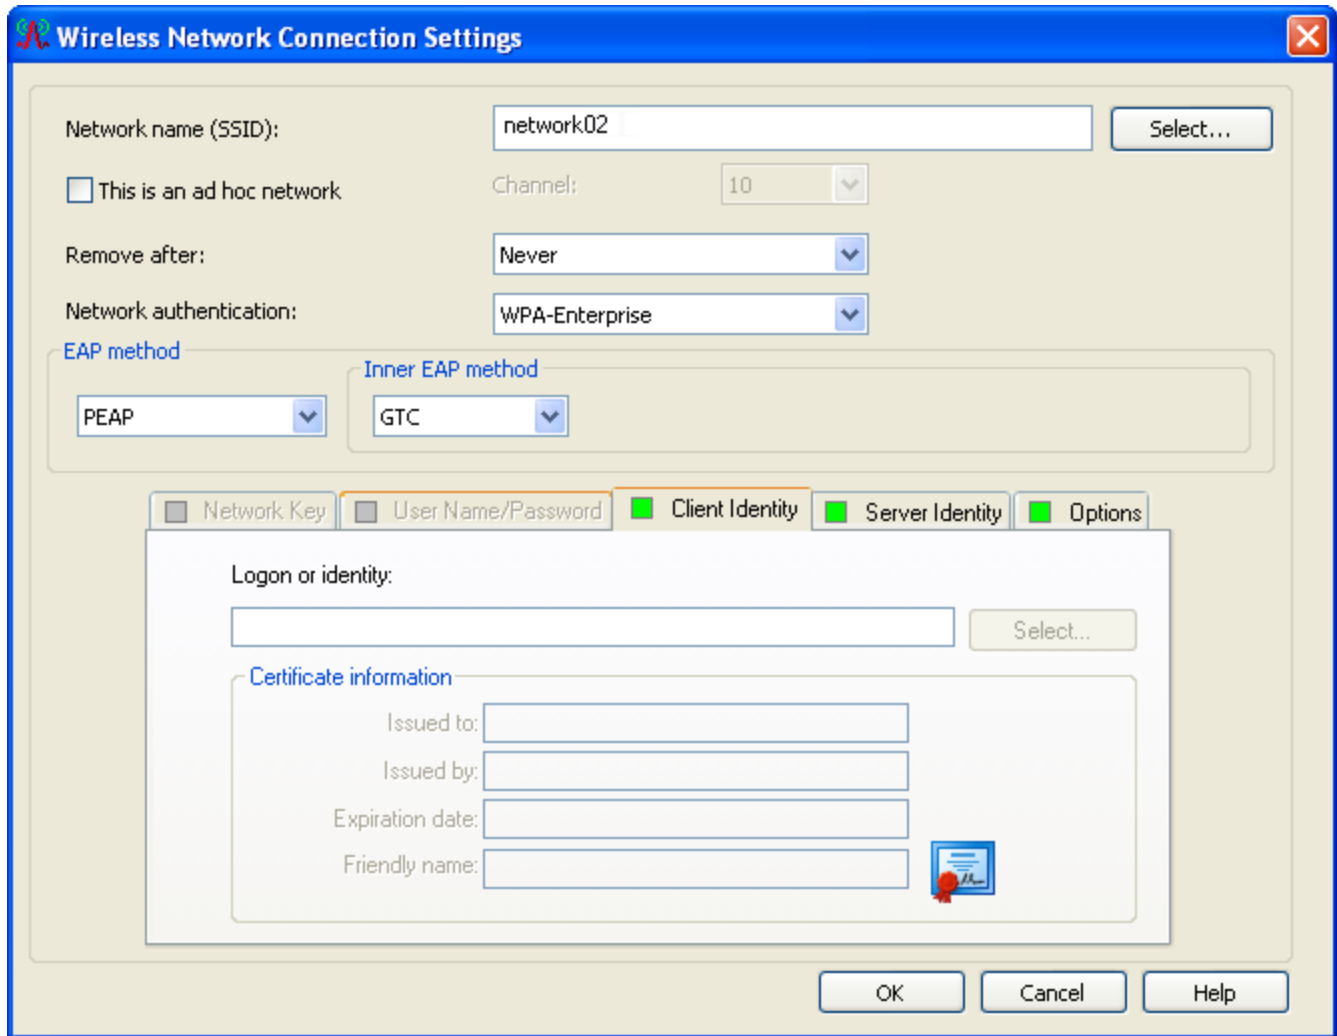 Wireless Network Connection Settings
Network name (SSID): network02 Select...
This is an ad hoc network Channel: 10
Remove after: Never
Network authentication: WPA-Enterprise
EAP method
Inner EAP method
PEAP GTC
Network Key User Name/Password Client Identity Server Identity Options
Logon or identity:
Select...
Certificate information
Issued to:
Issued by:
Expiration date:
Friendly name:
OK Cancel Help